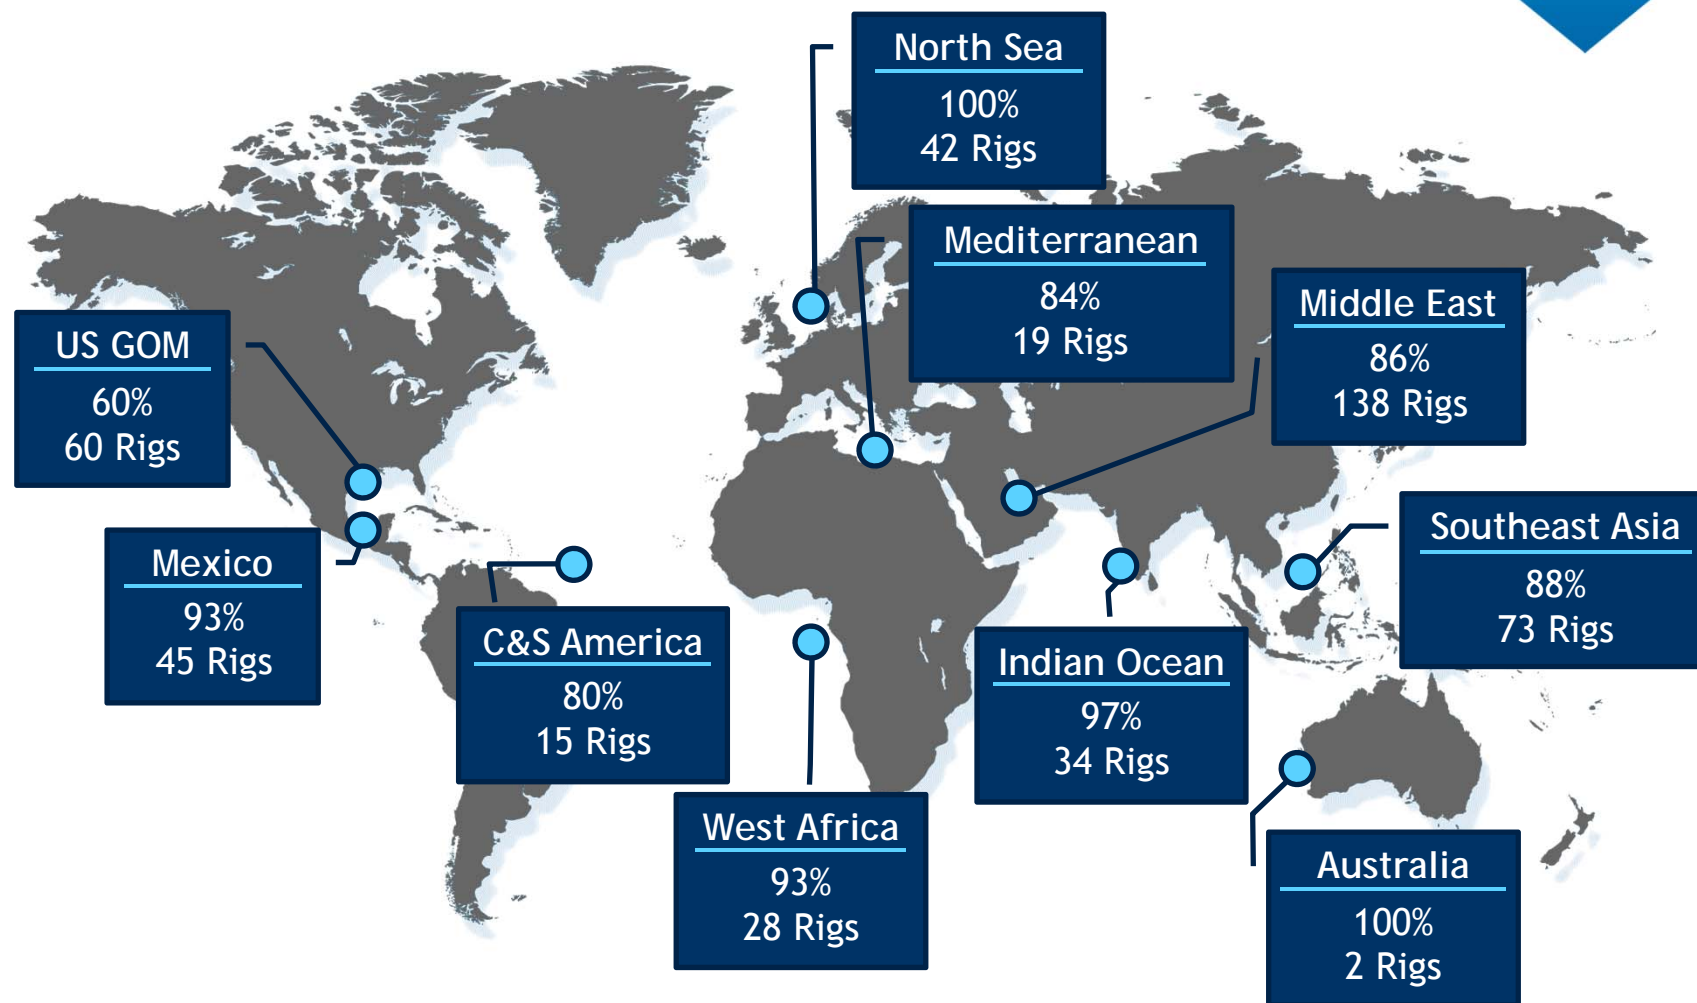 North Sea
100%
42 Rigs
Mediterranean
84%
19 Rigs
Middle East
86%
138 Rigs
US GOM
60%
60 Rigs
Southeast Asia
88%
73 Rigs
Mexico
93%
45 Rigs
C&S America
80%
15 Rigs
Indian Ocean
97%
34 Rigs
West Africa
93%
28 Rigs
Australia
100%
2 Rigs